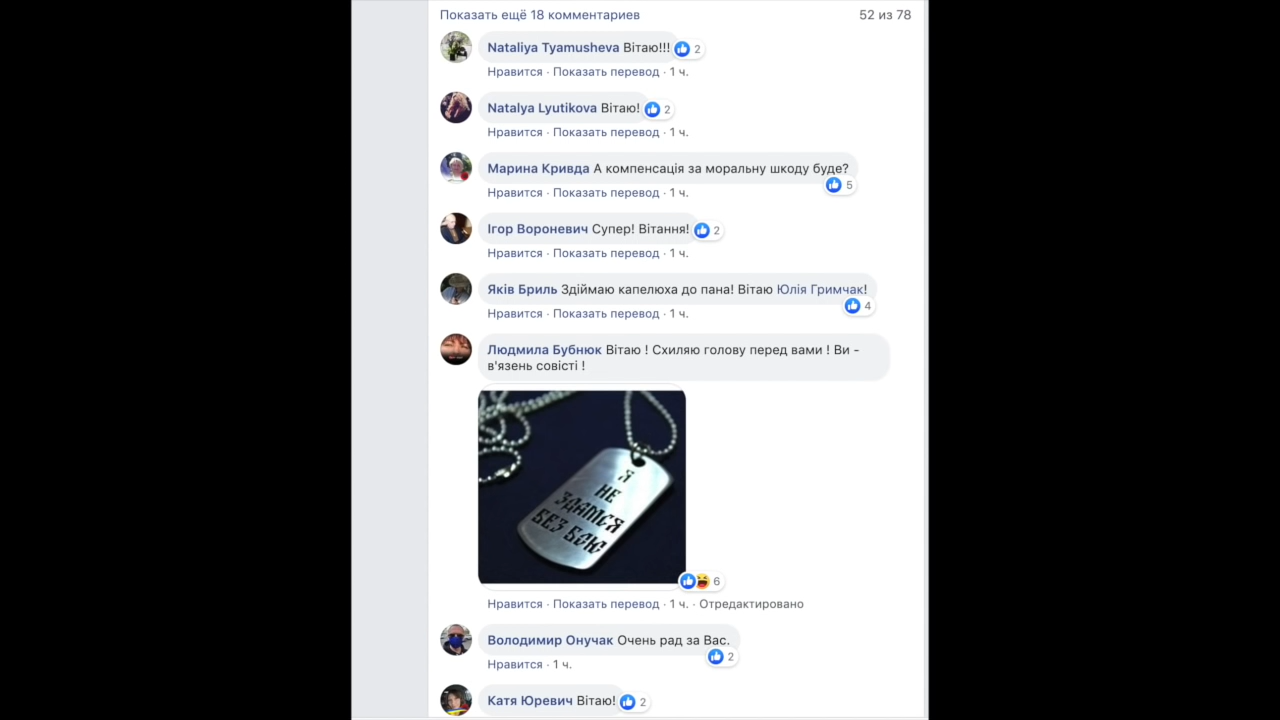 Показать ещё 18 комментариев 52 из 78
Nataliya Tyamusheva Вітаю!!! 2
Нравится · Показать перевод · 1 ч.
Natalya Lyutikova Вітаю! 2
Нравится · Показать перевод · 1 ч.
Марина Кривда А компенсація за моральну шкоду буде?
5
Нравится · Показать перевод · 1 ч.
Ігор Вороневич Супер! Вітання! 2
Нравится · Показать перевод · 1 ч.
Яків Бриль Здіймаю капелюха до пана! Вітаю Юлія Гримчак!
4
Нравится · Показать перевод · 1 ч.
Людмила Бубнюк Вітаю ! Схиляю голову перед вами ! Ви -
в'язень совісті !
Я
НЕ
ЗДАМСЯ
БЕЗ БОЮ
6
Нравится · Показать перевод · 1 ч. · Отредактировано
Володимир Онучак Очень рад за Вас.
2
Нравится · 1 ч.
Катя Юревич Вітаю! 2